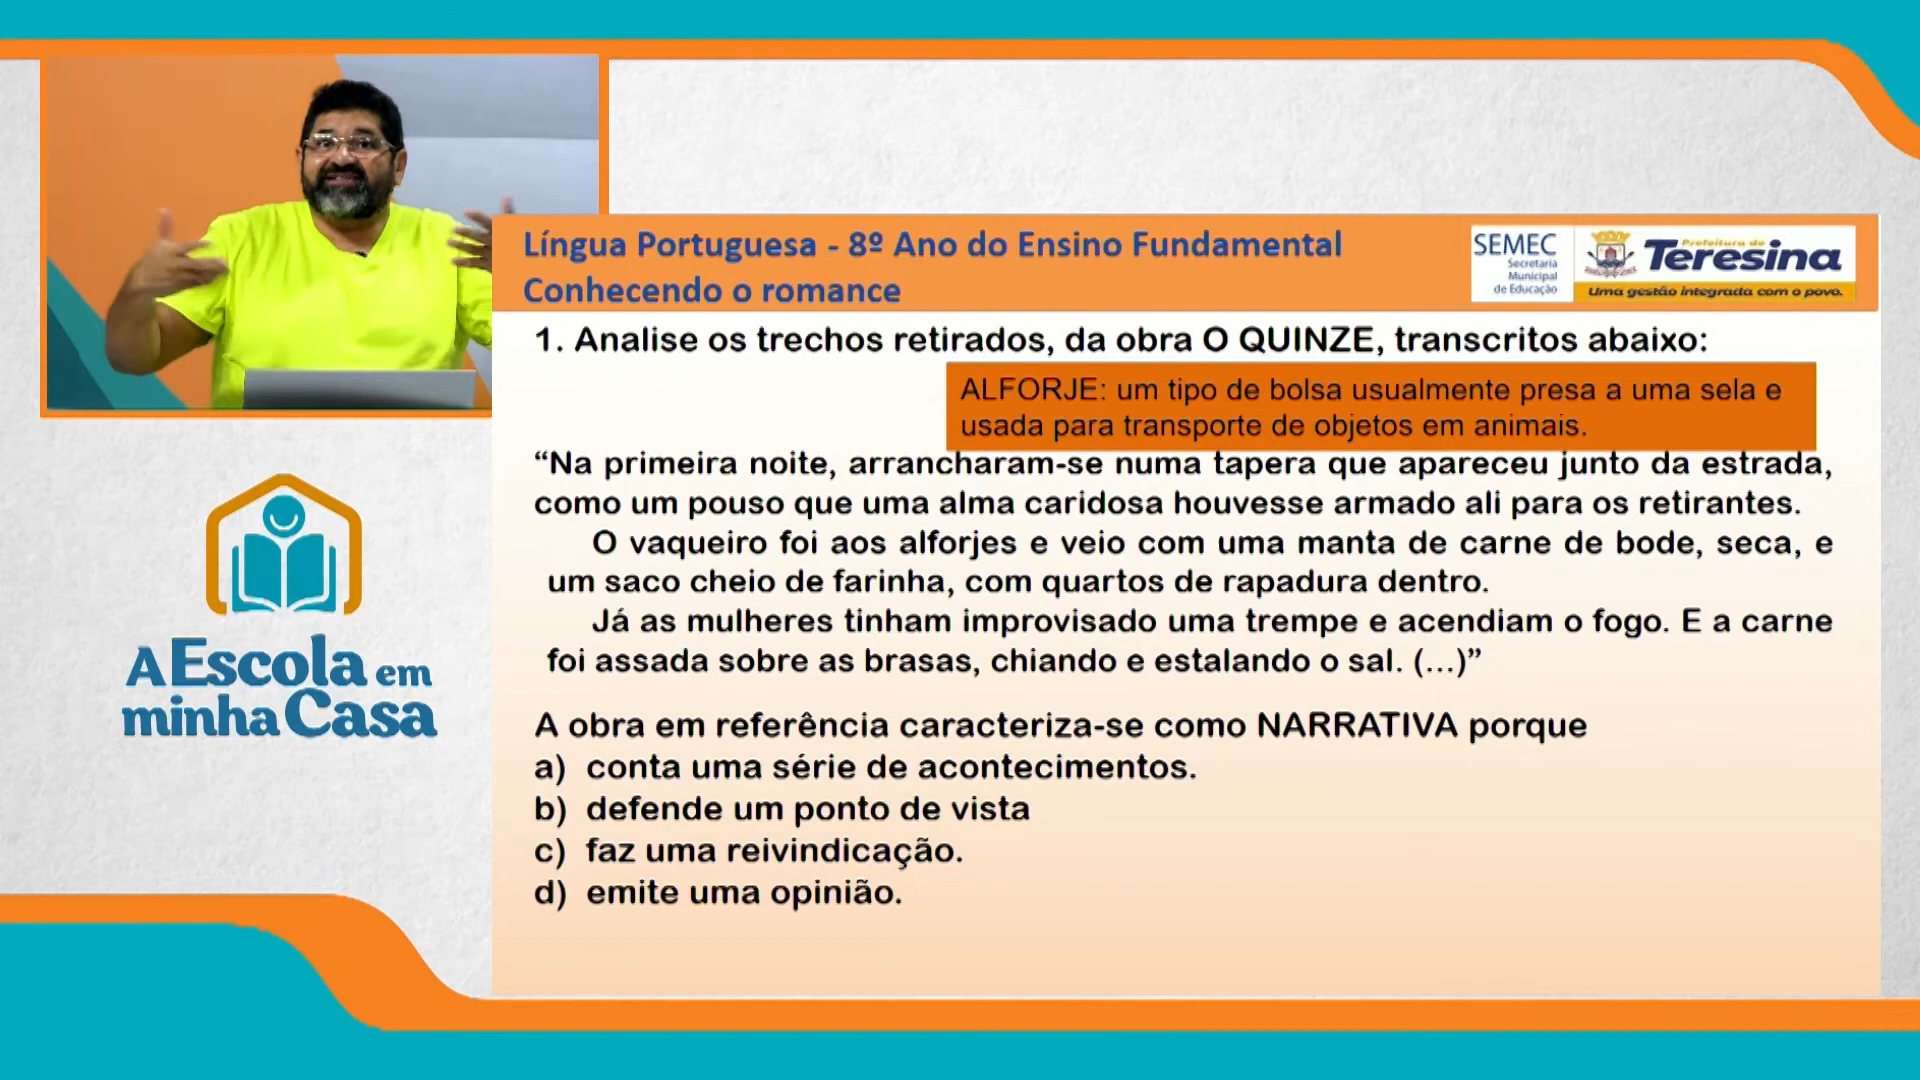 Língua Portuguesa - 8º Ano do Ensino Fundamental
Conhecendo o romance
SEMEC
Secretaria
Municipal
de Educação
Prefeitura de
Teresina
Uma gestão integrada com o povo.
1. Analise os trechos retirados, da obra O QUINZE, transcritos abaixo:
ALFORJE: um tipo de bolsa usualmente presa a uma sela e
usada para transporte de objetos em animais.
“Na primeira noite, arrancharam-se numa tapera que apareceu junto da estrada,
como um pouso que uma alma caridosa houvesse armado ali para os retirantes.
O vaqueiro foi aos alforjes e veio com uma manta de carne de bode, seca, e
um saco cheio de farinha, com quartos de rapadura dentro.
Já as mulheres tinham improvisado uma trempe e acendiam o fogo. E a carne
foi assada sobre as brasas, chiando e estalando o sal. (...)”
A obra em referência caracteriza-se como NARRATIVA porque
a) conta uma série de acontecimentos.
b) defende um ponto de vista
c) faz uma reivindicação.
d) emite uma opinião.
A Escola em
minha Casa